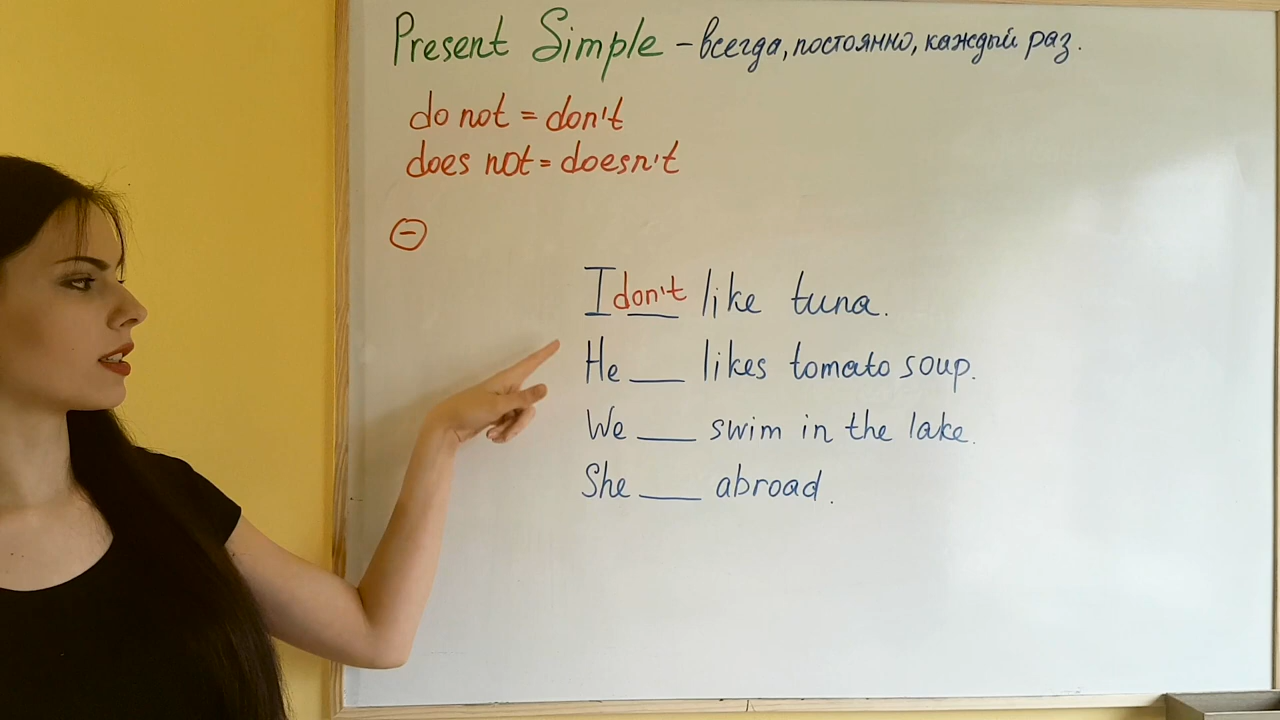 Present Simple – всегда, постоянно, каждый раз.
do not = don't
does not = doesn't
–
I don't like tuna.
He ___ likes tomato soup.
We ___ swim in the lake.
She ___ abroad.